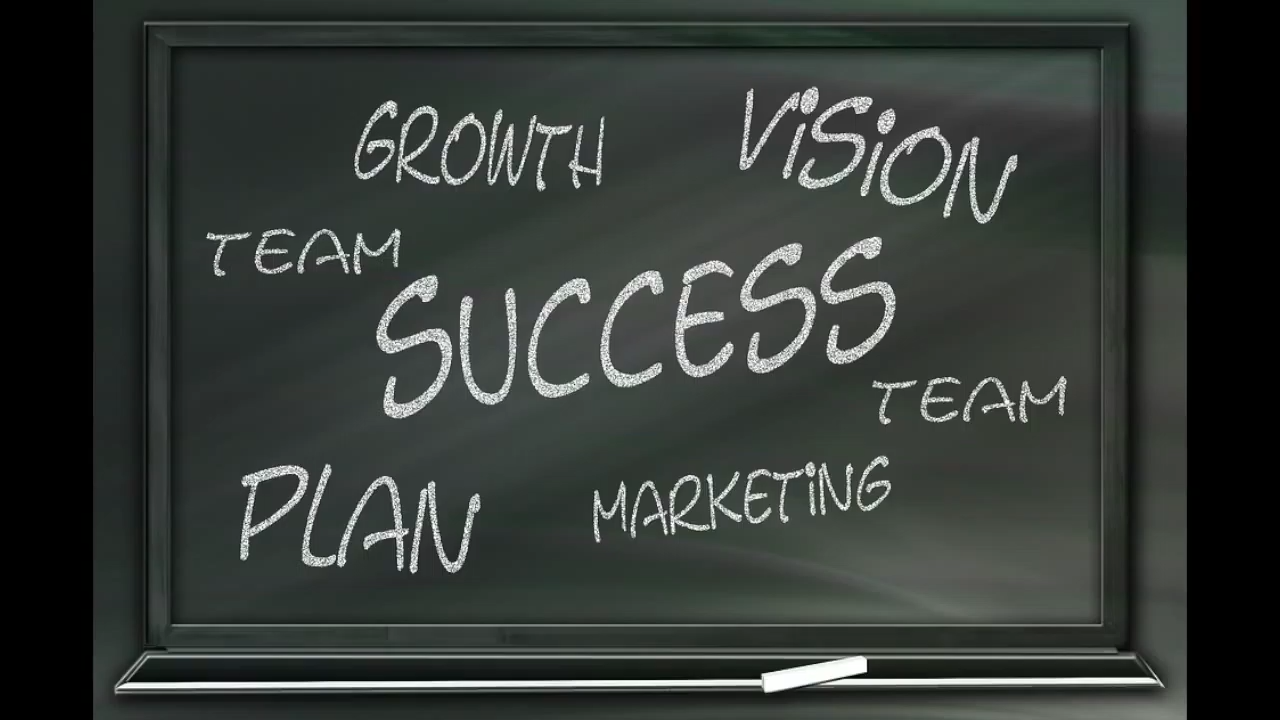 GROWTH
ViSiON
TEAM
SUCCESS
TEAM
PLAN
MARKETiNG